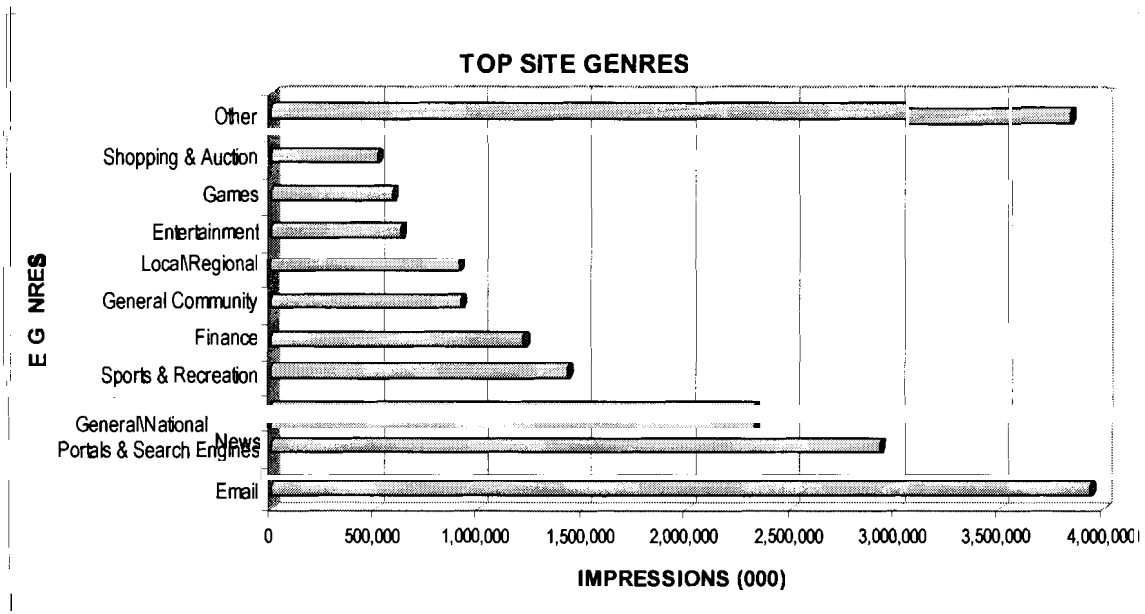 TOP SITE GENRES
Other
Shopping & Auction
Games
Entertainment
Local\Regional
General Community
Finance
Sports & Recreation
General\National
News
Portals & Search Engines
Email
E G NRES
0 500,000 1,000,000 1,500,000 2,000,000 2,500,000 3,000,000 3,500,000 4,000,000
IMPRESSIONS (000)